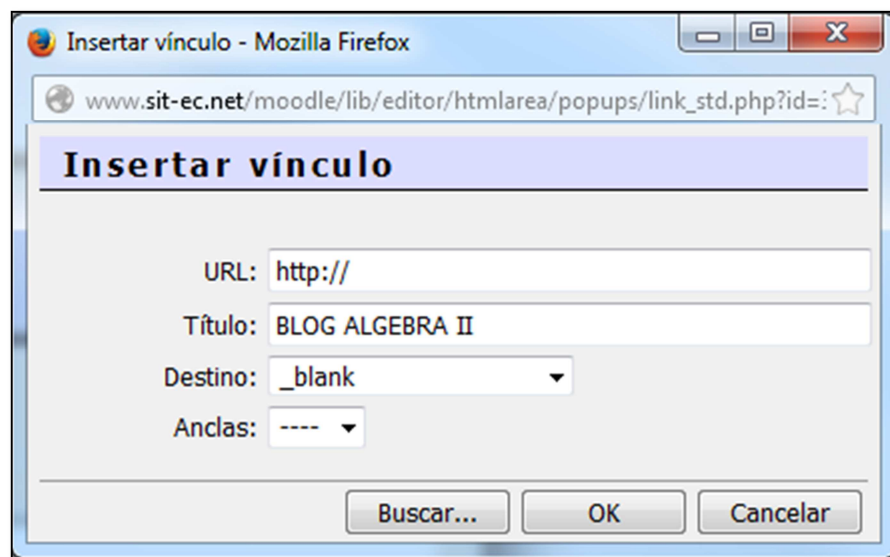 Insertar vínculo - Mozilla Firefox
www.sit-ec.net/moodle/lib/editor/htmlarea/popups/link_std.php?id=
Insertar vínculo
URL: http://
Título: BLOG ALGEBRA II
Destino: _blank
Anclas: ----
Buscar... OK Cancelar